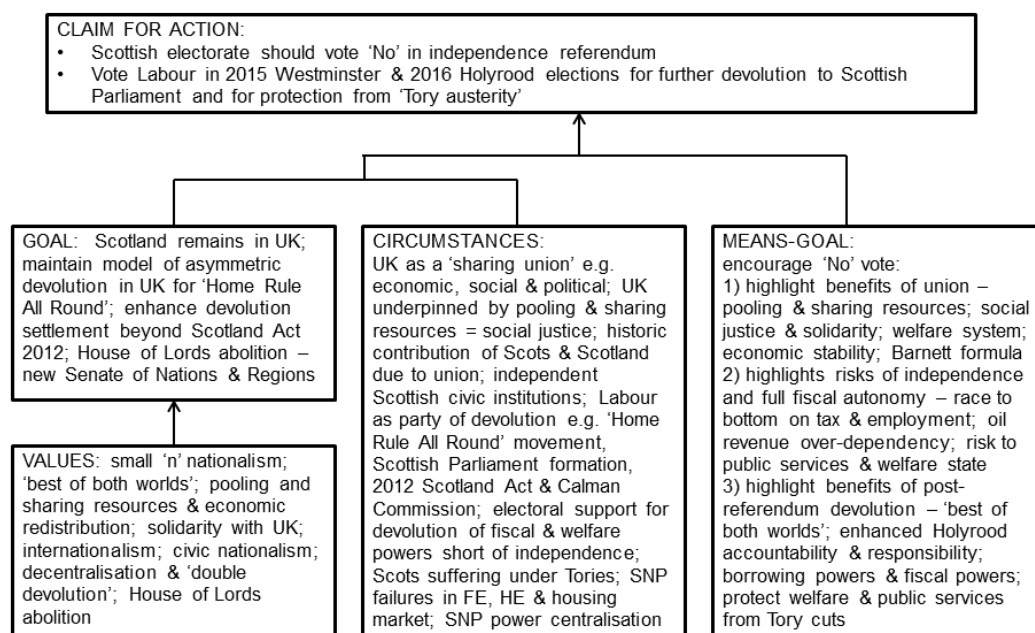 CLAIM FOR ACTION:
• Scottish electorate should vote ‘No’ in independence referendum
• Vote Labour in 2015 Westminster & 2016 Holyrood elections for further devolution to Scottish
Parliament and for protection from ‘Tory austerity’
GOAL: Scotland remains in UK;
maintain model of asymmetric
devolution in UK for ‘Home Rule
All Round’; enhance devolution
settlement beyond Scotland Act
2012; House of Lords abolition –
new Senate of Nations & Regions
VALUES: small ‘n’ nationalism;
‘best of both worlds’; pooling and
sharing resources & economic
redistribution; solidarity with UK;
internationalism; civic nationalism;
decentralisation & ‘double
devolution’; House of Lords
abolition
CIRCUMSTANCES:
UK as a ‘sharing union’ e.g.
economic, social & political; UK
underpinned by pooling & sharing
resources = social justice; historic
contribution of Scots & Scotland
due to union; independent
Scottish civic institutions; Labour
as party of devolution e.g. ‘Home
Rule All Round’ movement,
Scottish Parliament formation,
2012 Scotland Act & Calman
Commission; electoral support for
devolution of fiscal & welfare
powers short of independence;
Scots suffering under Tories; SNP
failures in FE, HE & housing
market; SNP power centralisation
MEANS-GOAL:
encourage ‘No’ vote:
1) highlight benefits of union –
pooling & sharing resources; social
justice & solidarity; welfare system;
economic stability; Barnett formula
2) highlights risks of independence
and full fiscal autonomy – race to
bottom on tax & employment; oil
revenue over-dependency; risk to
public services & welfare state
3) highlight benefits of post-
referendum devolution – ‘best of
both worlds’; enhanced Holyrood
accountability & responsibility;
borrowing powers & fiscal powers;
protect welfare & public services
from Tory cuts